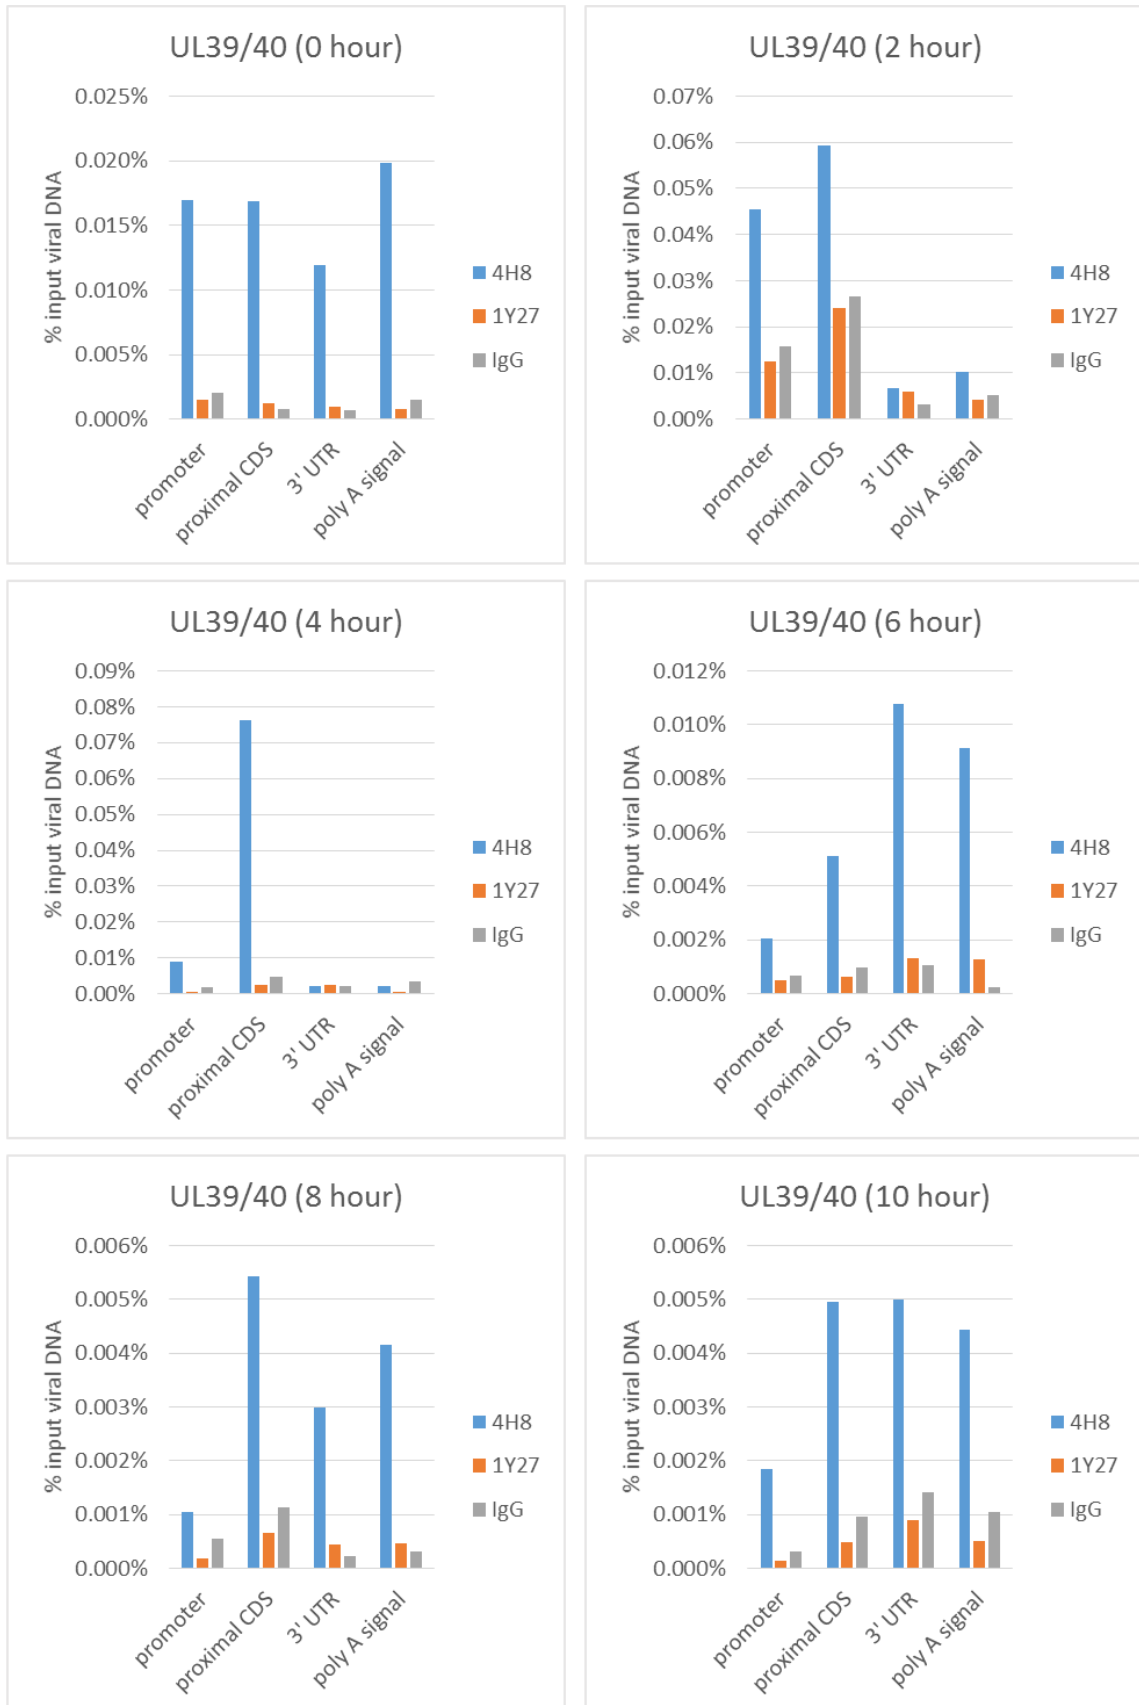 UL39/40 (0 hour)
% input viral DNA
0.025%
0.020%
0.015%
0.010%
0.005%
0.000%
promoter
proximal CDS
3' UTR
poly A signal
4H8
1Y27
IgG
UL39/40 (2 hour)
% input viral DNA
0.07%
0.06%
0.05%
0.04%
0.03%
0.02%
0.01%
0.00%
promoter
proximal CDS
3' UTR
poly A signal
4H8
1Y27
IgG
UL39/40 (4 hour)
% input viral DNA
0.09%
0.08%
0.07%
0.06%
0.05%
0.04%
0.03%
0.02%
0.01%
0.00%
promoter
proximal CDS
3' UTR
poly A signal
4H8
1Y27
IgG
UL39/40 (6 hour)
% input viral DNA
0.012%
0.010%
0.008%
0.006%
0.004%
0.002%
0.000%
promoter
proximal CDS
3' UTR
poly A signal
4H8
1Y27
IgG
UL39/40 (8 hour)
% input viral DNA
0.006%
0.005%
0.004%
0.003%
0.002%
0.001%
0.000%
promoter
proximal CDS
3' UTR
poly A signal
4H8
1Y27
IgG
UL39/40 (10 hour)
% input viral DNA
0.006%
0.005%
0.004%
0.003%
0.002%
0.001%
0.000%
promoter
proximal CDS
3' UTR
poly A signal
4H8
1Y27
IgG